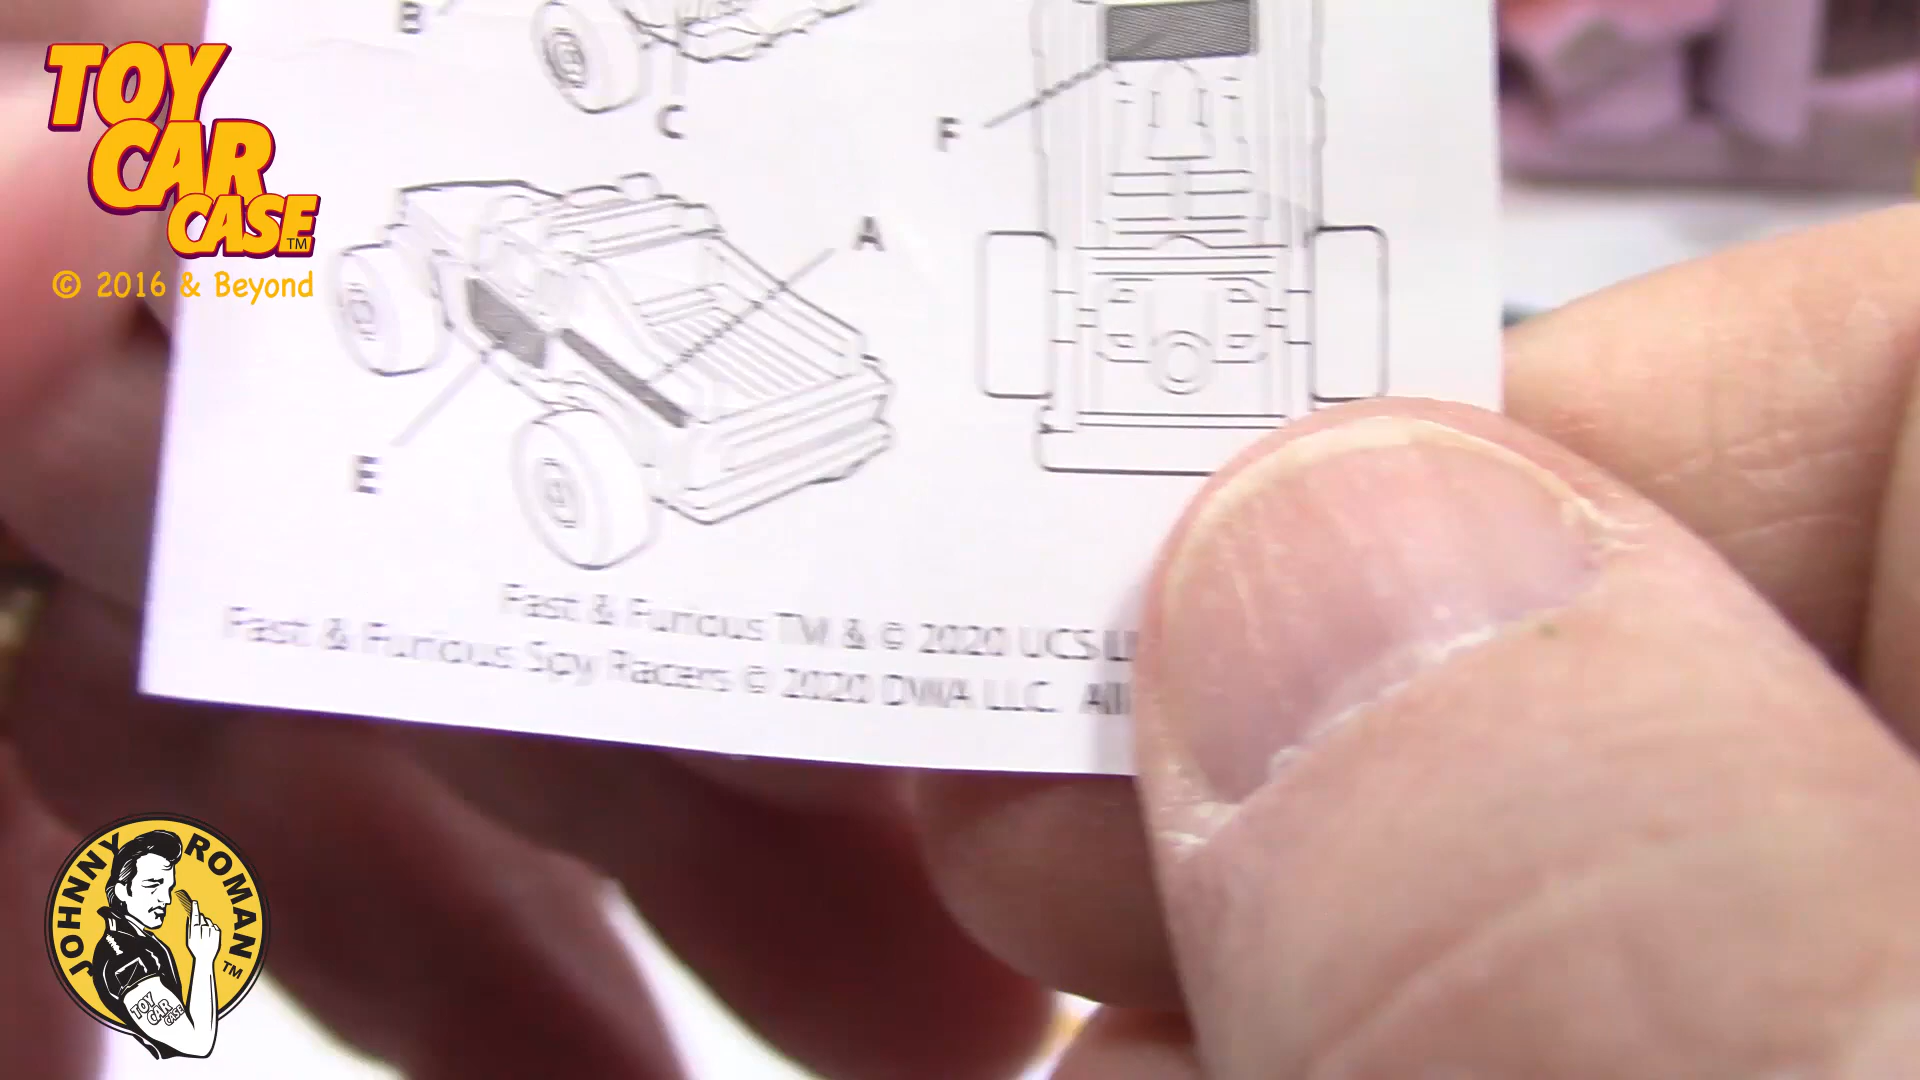 TOY
CAR
CASE
TM
© 2016 & Beyond
B
C
F
A
E
Fast & Furious TM & © 2020 UCS
Fast & Furious Spy Racers © 2020 DWA LLC. All
JOHNNY ROMAN TM
TOY
CAR
CASE